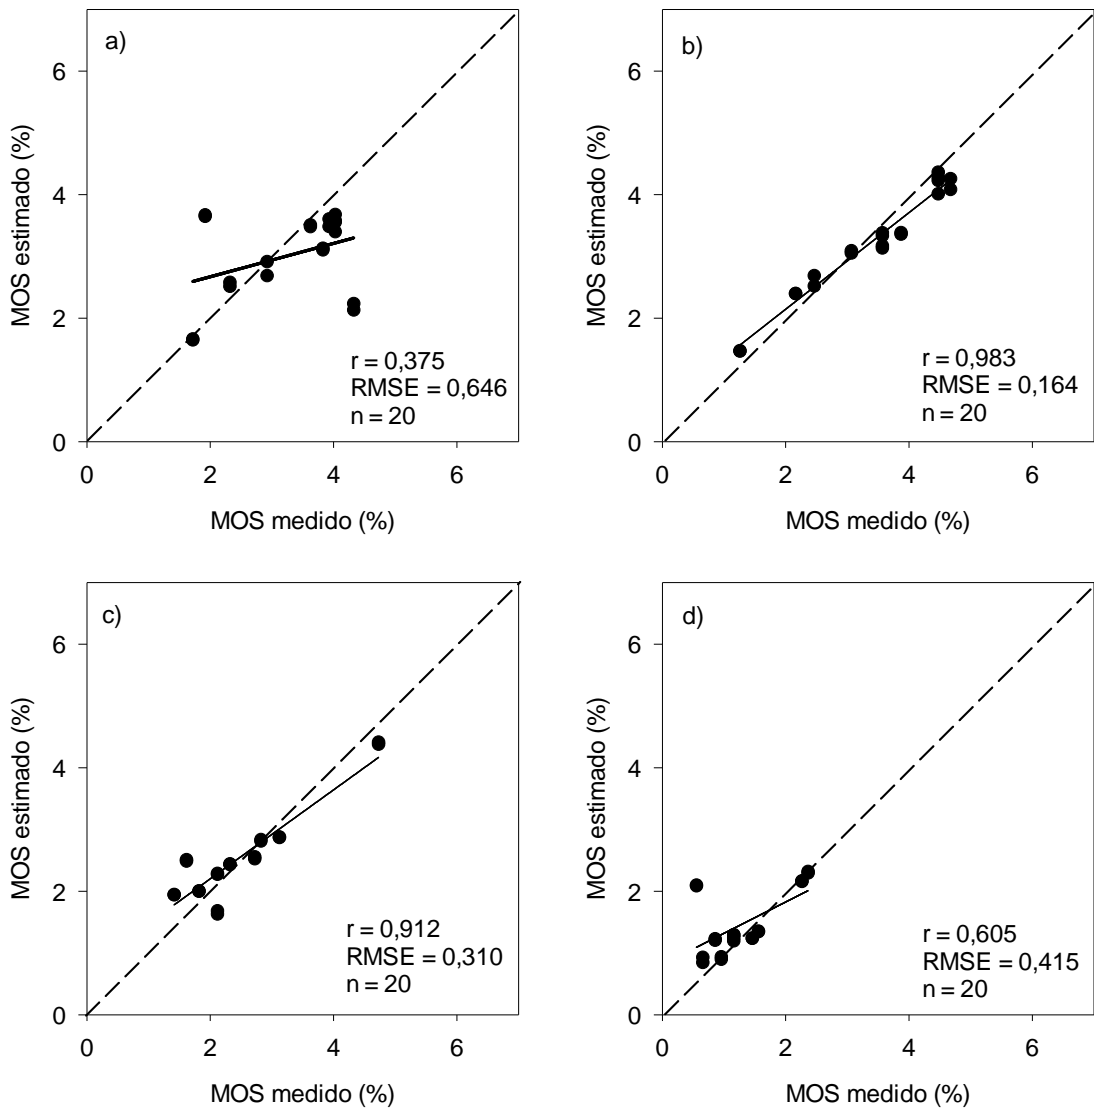 a)
MOS estimado (%)
6
4
2
0
r = 0,375
RMSE = 0,646
n = 20
0 2 4 6
MOS medido (%)
b)
MOS estimado (%)
6
4
2
0
r = 0,983
RMSE = 0,164
n = 20
0 2 4 6
MOS medido (%)
c)
MOS estimado (%)
6
4
2
0
r = 0,912
RMSE = 0,310
n = 20
0 2 4 6
MOS medido (%)
d)
MOS estimado (%)
6
4
2
0
r = 0,605
RMSE = 0,415
n = 20
0 2 4 6
MOS medido (%)